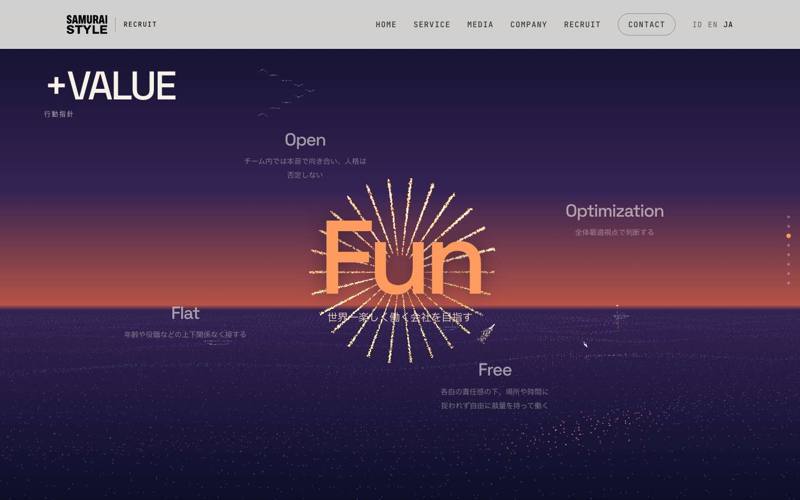 SAMURAI
STYLE
RECRUIT
HOME SERVICE MEDIA COMPANY RECRUIT CONTACT ID EN JA
+VALUE
行動指針
Open
チーム内では本音で向き合い、人格は
否定しない
Optimization
全体最適視点で判断する
Fun
世界一楽しく働く会社を目指す
Flat
年齢や役職などの上下関係なく接する
Free
各自の責任感の下、場所や時間に
捉われず自由に裁量を持って働く